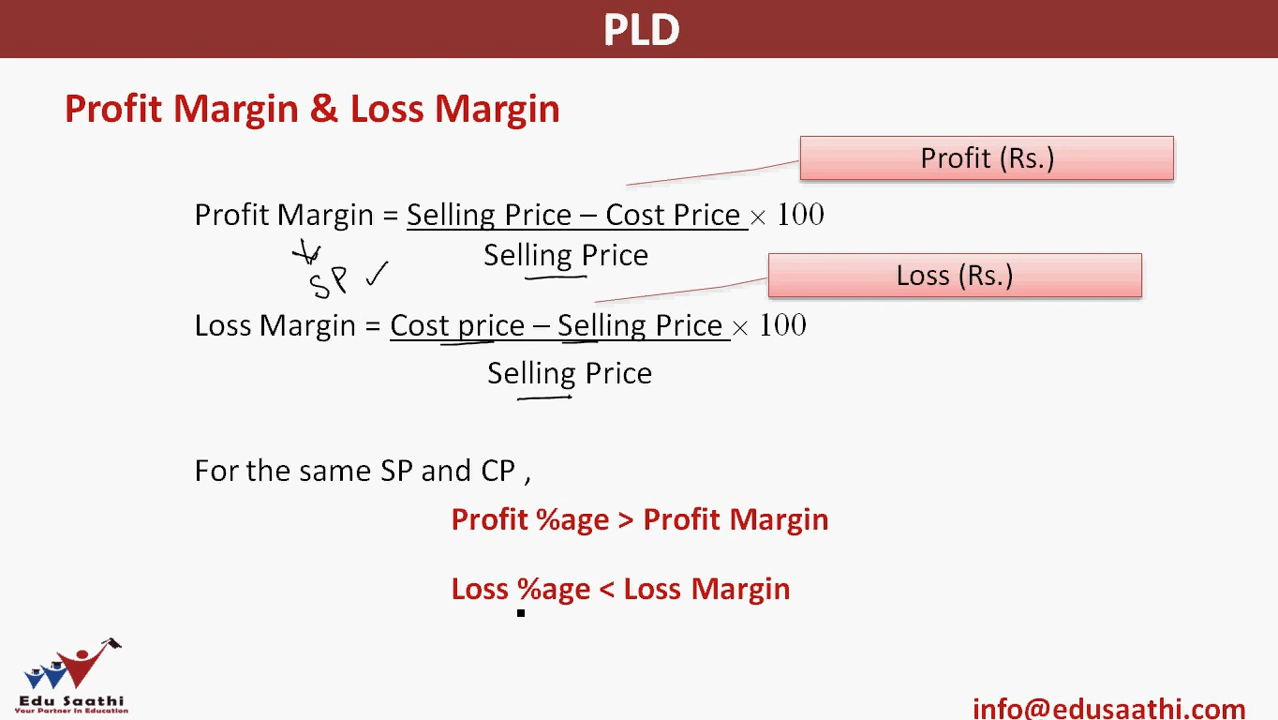 PLD
Profit Margin & Loss Margin
Profit (Rs.)
Profit Margin = Selling Price – Cost Price × 100
Selling Price
SP ✓
Loss (Rs.)
Loss Margin = Cost price – Selling Price × 100
Selling Price
For the same SP and CP ,
Profit %age > Profit Margin
Loss %age < Loss Margin
Edu Saathi
Your Partner In Education
info@edusaathi.com